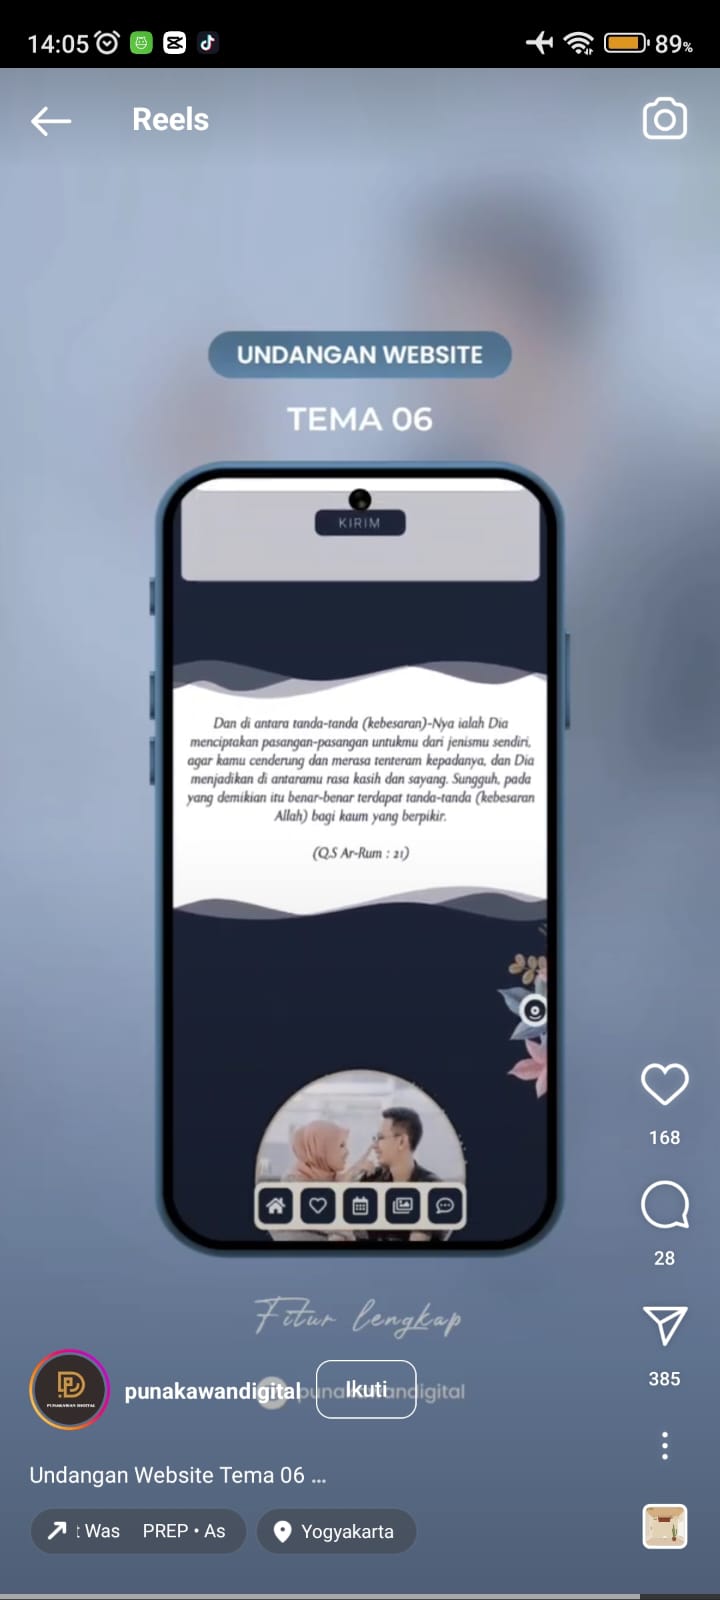 14:05
89%
Reels
UNDANGAN WEBSITE
TEMA 06
KIRIM
Dan di antara tanda-tanda (kebesaran)-Nya ialah Dia
menciptakan pasangan-pasangan untukmu dari jenismu sendiri,
agar kamu cenderung dan merasa tenteram kepadanya, dan Dia
menjadikan di antaramu rasa kasih dan sayang. Sungguh, pada
yang demikian itu benar-benar terdapat tanda-tanda (kebesaran
Allah) bagi kaum yang berpikir.
(Q.S Ar-Rum : 21)
168
28
Fitur lengkap
385
PUNAKAWAN DIGITAL
punakawandigital
Ikuti
punakawandigital
Undangan Website Tema 06 ...
t Was PREP • As
Yogyakarta